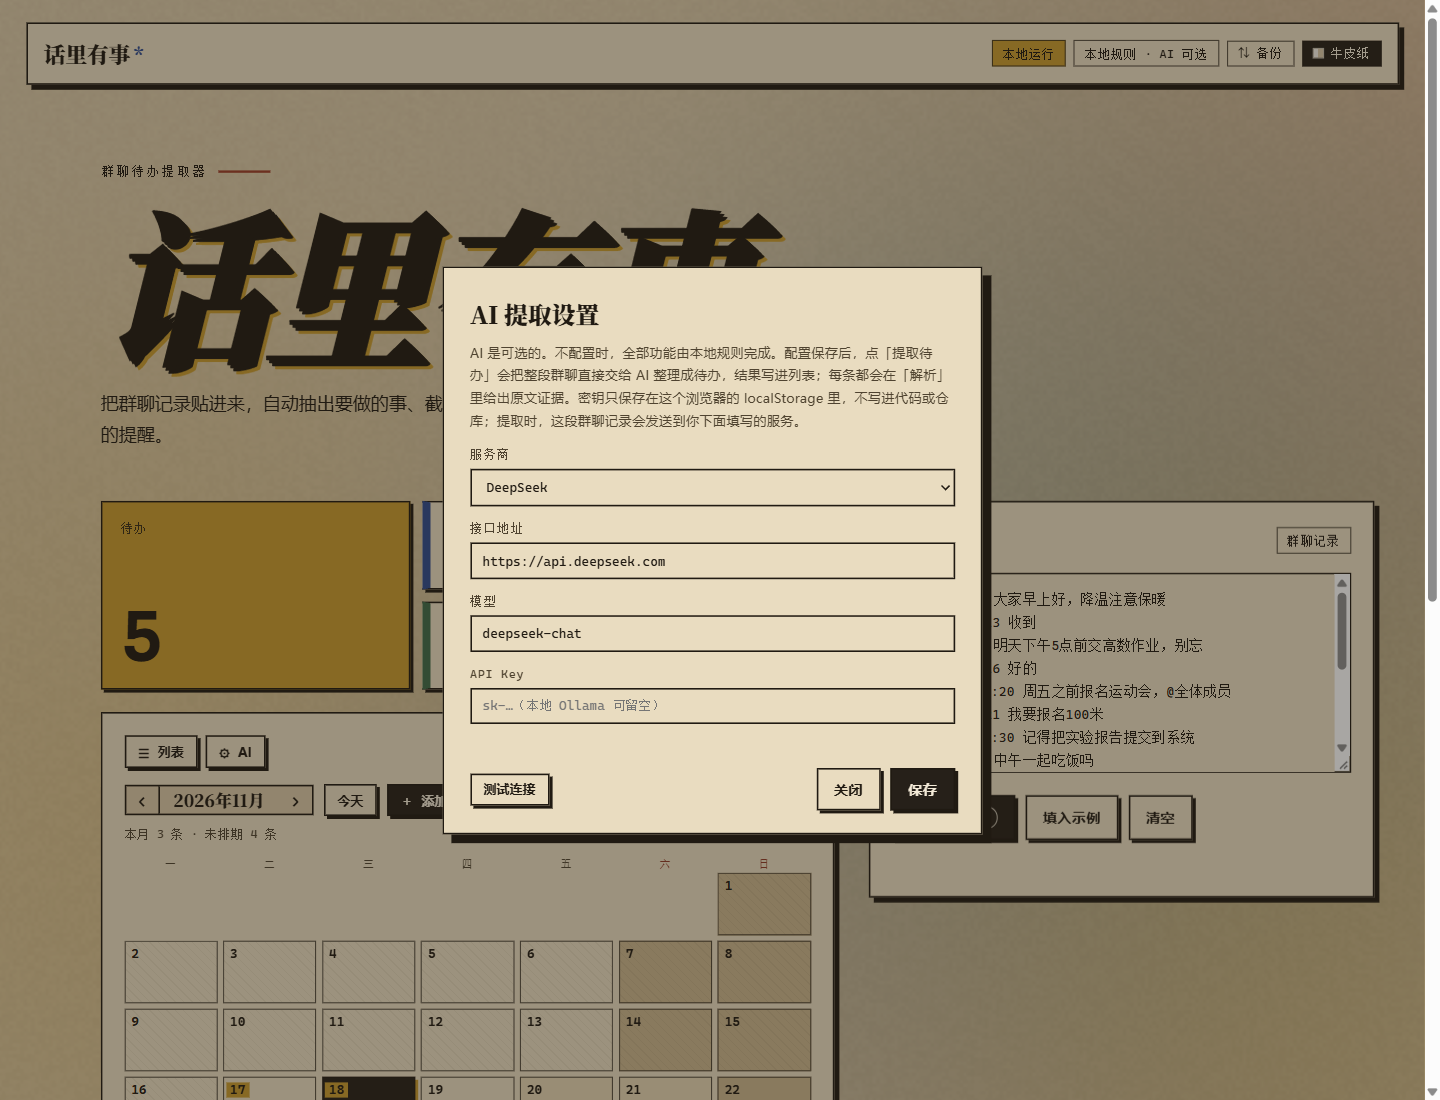 话里有事*
本地运行
本地规则 · AI 可选
⇅ 备份
牛皮纸
群聊待办提取器
话里有事
把群聊记录贴进来，自动抽出要做的事、截
的提醒。
待办
5
AI 提取设置
AI 是可选的。不配置时，全部功能由本地规则完成。配置保存后，点「提取待
办」会把整段群聊直接交给 AI 整理成待办，结果写进列表；每条都会在「解析」
里给出原文证据。密钥只保存在这个浏览器的 localStorage 里，不写进代码或仓
库；提取时，这段群聊记录会发送到你下面填写的服务。
服务商
DeepSeek
接口地址
https://api.deepseek.com
模型
deepseek-chat
API Key
sk-…（本地 Ollama 可留空）
测试连接
关闭
保存
群聊记录
大家早上好，降温注意保暖
3 收到
明天下午5点前交高数作业，别忘
6 好的
:20 周五之前报名运动会，@全体成员
1 我要报名100米
:30 记得把实验报告提交到系统
中午一起吃饭吗
填入示例
清空
☰ 列表
⚙ AI
‹ 2026年11月 ›
今天
+ 添加
本月 3 条 · 未排期 4 条
一 二 三 四 五 六 日
1
2 3 4 5 6 7 8
9 10 11 12 13 14 15
16 17 18 19 20 21 22